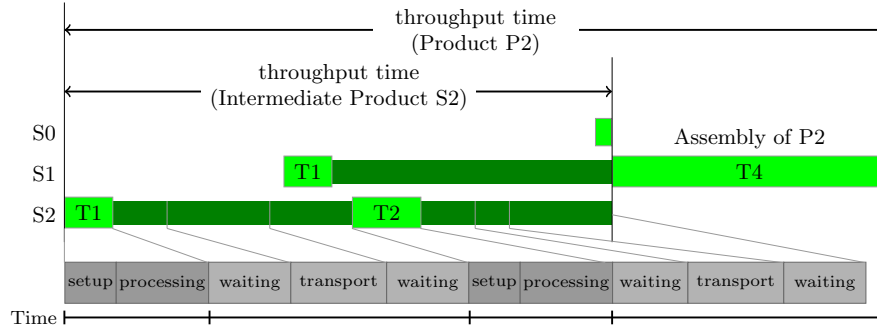 throughput time
(Product P2)
throughput time
(Intermediate Product S2)
S0
Assembly of P2
S1 T1 T4
S2 T1 T2
setup processing waiting transport waiting setup processing waiting transport waiting
Time